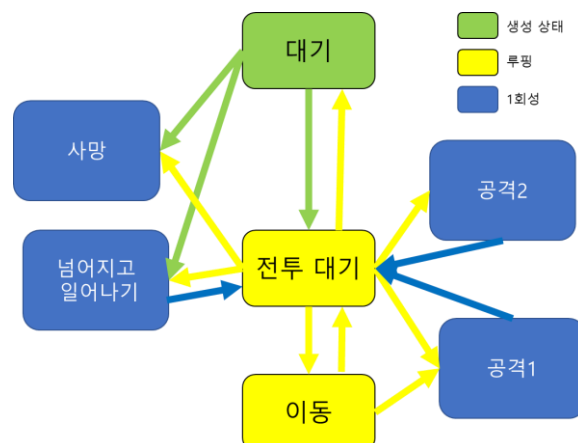 생성 상태
대기
루핑
1회성
사망
공격2
넘어지고
일어나기
전투 대기
공격1
이동